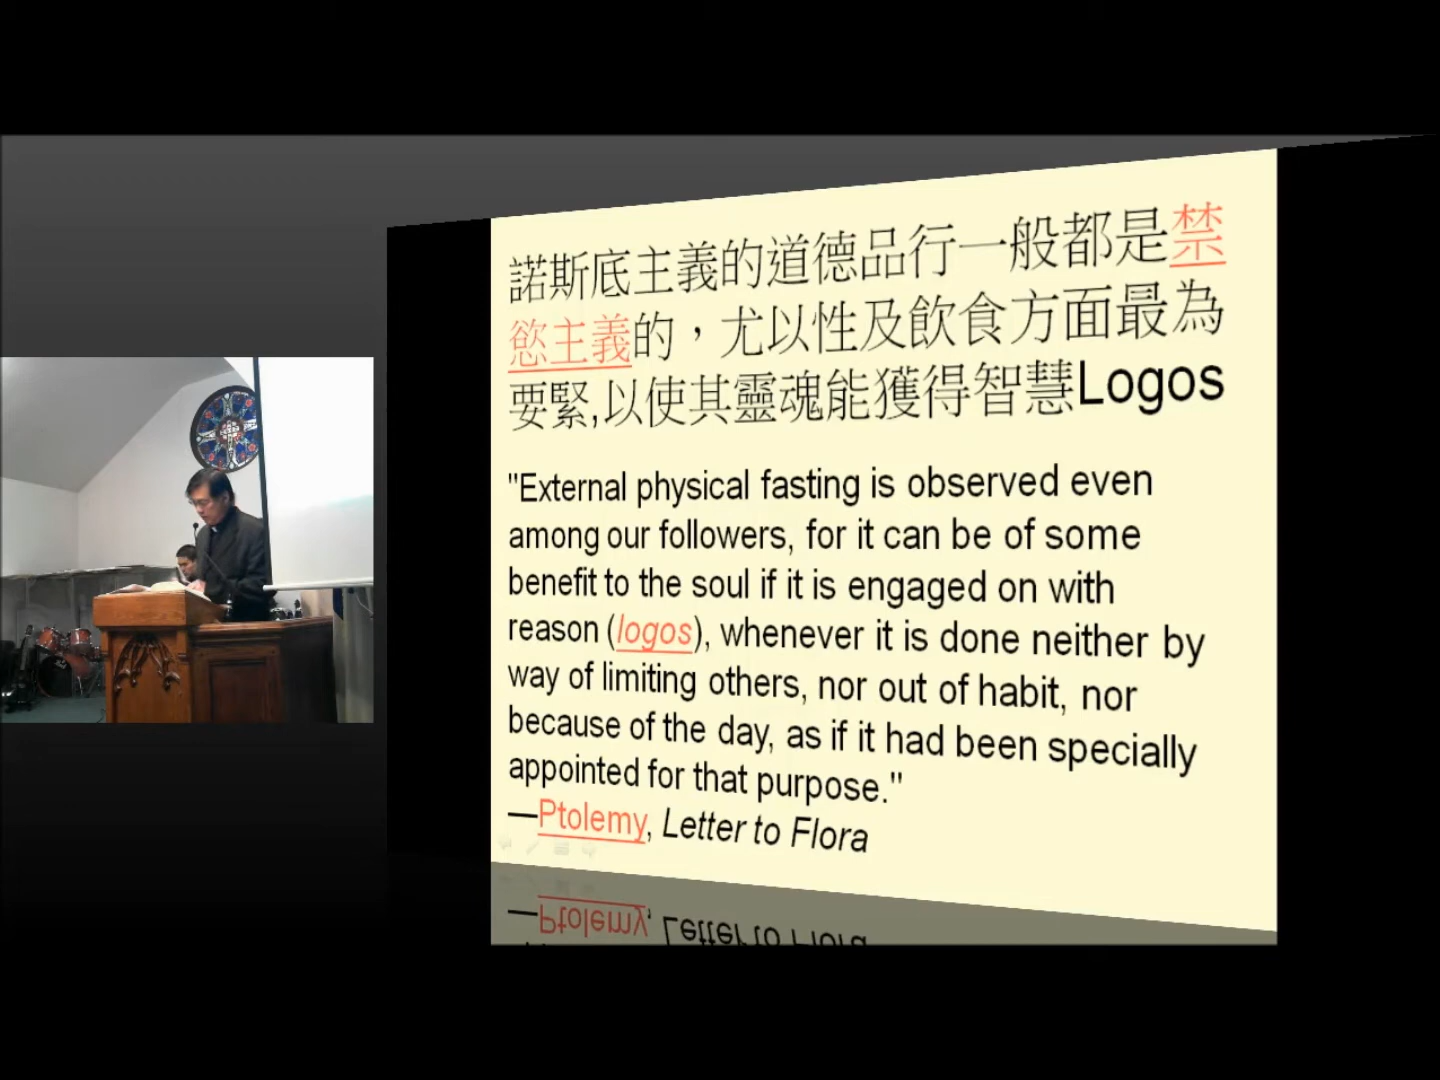 諾斯底主義的道德品行一般都是禁
慾主義的，尤以性及飲食方面最為
要緊,以使其靈魂能獲得智慧Logos
"External physical fasting is observed even
among our followers, for it can be of some
benefit to the soul if it is engaged on with
reason (logos), whenever it is done neither by
way of limiting others, nor out of habit, nor
because of the day, as if it had been specially
appointed for that purpose."
—Ptolemy, Letter to Flora
—Ptolemy, Letter to Flora